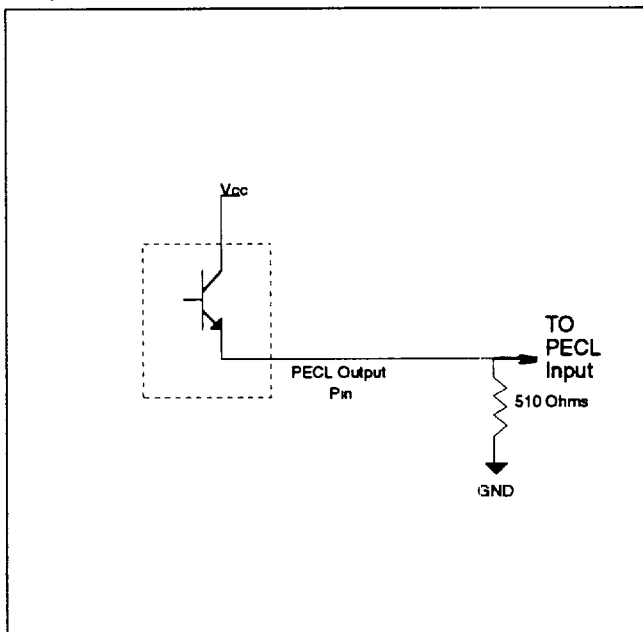 Vcc
TO
PECL
Input
PECL Output
Pin
510 Ohms
GND